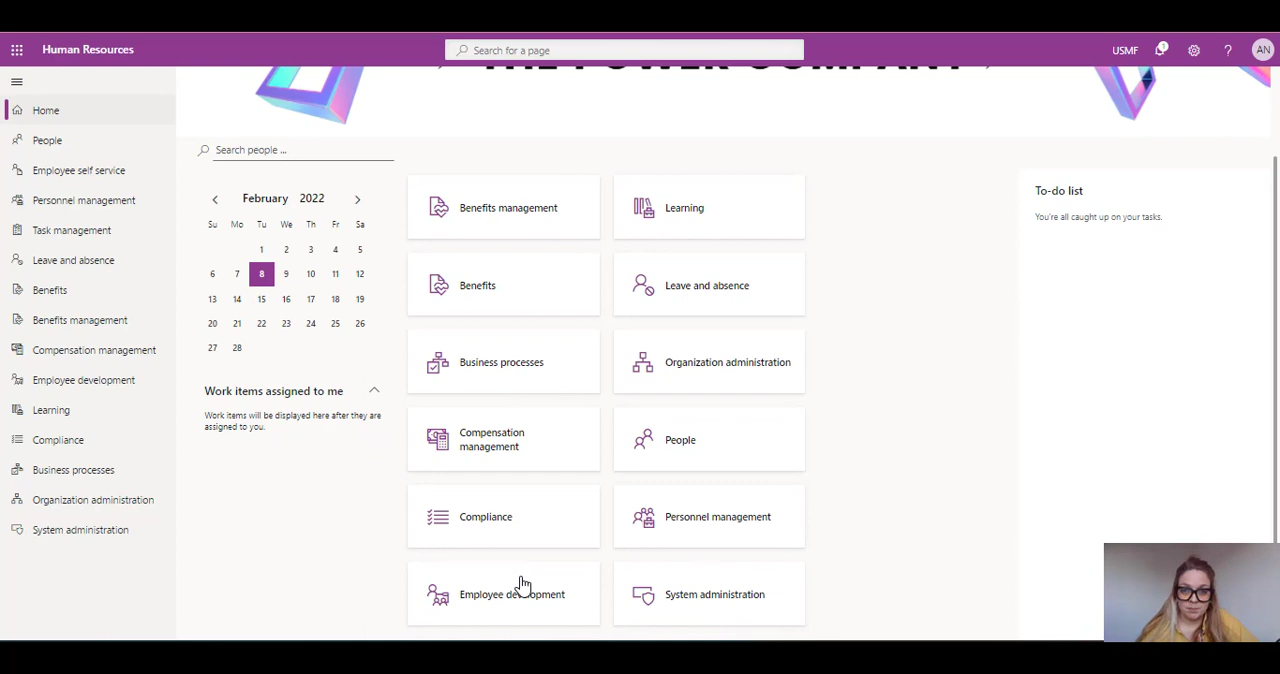 Human Resources
Search for a page
USMF
1
?
AN
THE POWER COMPANY
Home
People
Employee self service
Personnel management
Task management
Leave and absence
Benefits
Benefits management
Compensation management
Employee development
Learning
Compliance
Business processes
Organization administration
System administration
Search people ...
February 2022
Su Mo Tu We Th Fr Sa
1 2 3 4 5
6 7 8 9 10 11 12
13 14 15 16 17 18 19
20 21 22 23 24 25 26
27 28
Work items assigned to me
Work items will be displayed here after they are
assigned to you.
Benefits management
Learning
Benefits
Leave and absence
Business processes
Organization administration
Compensation
management
People
Compliance
Personnel management
Employee development
System administration
To-do list
You're all caught up on your tasks.